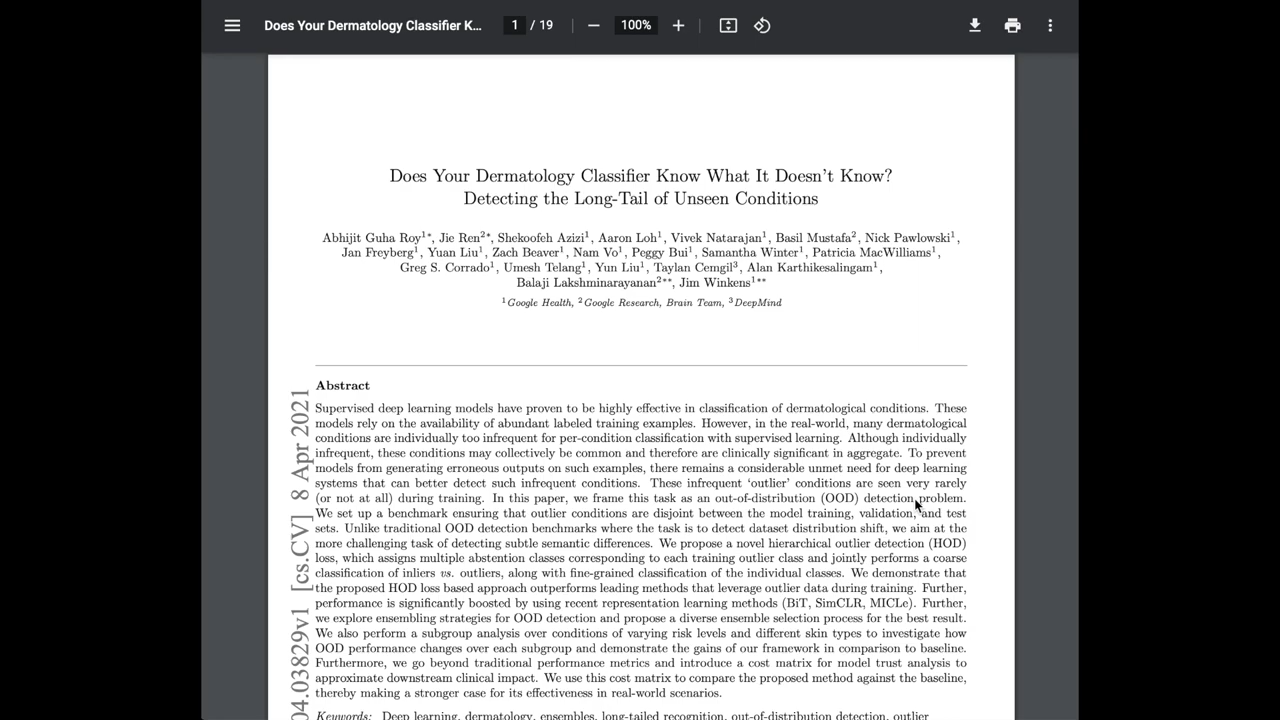 Does Your Dermatology Classifier K...
1 / 19
100%
Does Your Dermatology Classifier Know What It Doesn't Know?
Detecting the Long-Tail of Unseen Conditions
Abhijit Guha Roy1*, Jie Ren2*, Shekoofeh Azizi1, Aaron Loh1, Vivek Natarajan1, Basil Mustafa2, Nick Pawlowski1,
Jan Freyberg1, Yuan Liu1, Zach Beaver1, Nam Vo1, Peggy Bui1, Samantha Winter1, Patricia MacWilliams1,
Greg S. Corrado1, Umesh Telang1, Yun Liu1, Taylan Cemgil3, Alan Karthikesalingam1,
Balaji Lakshminarayanan2**, Jim Winkens1**
1Google Health, 2Google Research, Brain Team, 3DeepMind
Abstract
Supervised deep learning models have proven to be highly effective in classification of dermatological conditions. These
models rely on the availability of abundant labeled training examples. However, in the real-world, many dermatological
conditions are individually too infrequent for per-condition classification with supervised learning. Although individually
infrequent, these conditions may collectively be common and therefore are clinically significant in aggregate. To prevent
models from generating erroneous outputs on such examples, there remains a considerable unmet need for deep learning
systems that can better detect such infrequent conditions. These infrequent 'outlier' conditions are seen very rarely
(or not at all) during training. In this paper, we frame this task as an out-of-distribution (OOD) detection problem.
We set up a benchmark ensuring that outlier conditions are disjoint between the model training, validation, and test
sets. Unlike traditional OOD detection benchmarks where the task is to detect dataset distribution shift, we aim at the
more challenging task of detecting subtle semantic differences. We propose a novel hierarchical outlier detection (HOD)
loss, which assigns multiple abstention classes corresponding to each training outlier class and jointly performs a coarse
classification of inliers vs. outliers, along with fine-grained classification of the individual classes. We demonstrate that
the proposed HOD loss based approach outperforms leading methods that leverage outlier data during training. Further,
performance is significantly boosted by using recent representation learning methods (BiT, SimCLR, MICLe). Further,
we explore ensembling strategies for OOD detection and propose a diverse ensemble selection process for the best result.
We also perform a subgroup analysis over conditions of varying risk levels and different skin types to investigate how
OOD performance changes over each subgroup and demonstrate the gains of our framework in comparison to baseline.
Furthermore, we go beyond traditional performance metrics and introduce a cost matrix for model trust analysis to
approximate downstream clinical impact. We use this cost matrix to compare the proposed method against the baseline,
thereby making a stronger case for its effectiveness in real-world scenarios.
Keywords: Deep learning, dermatology, ensembles, long-tailed recognition, out-of-distribution detection, outlier
04.03829v1 [cs.CV] 8 Apr 2021